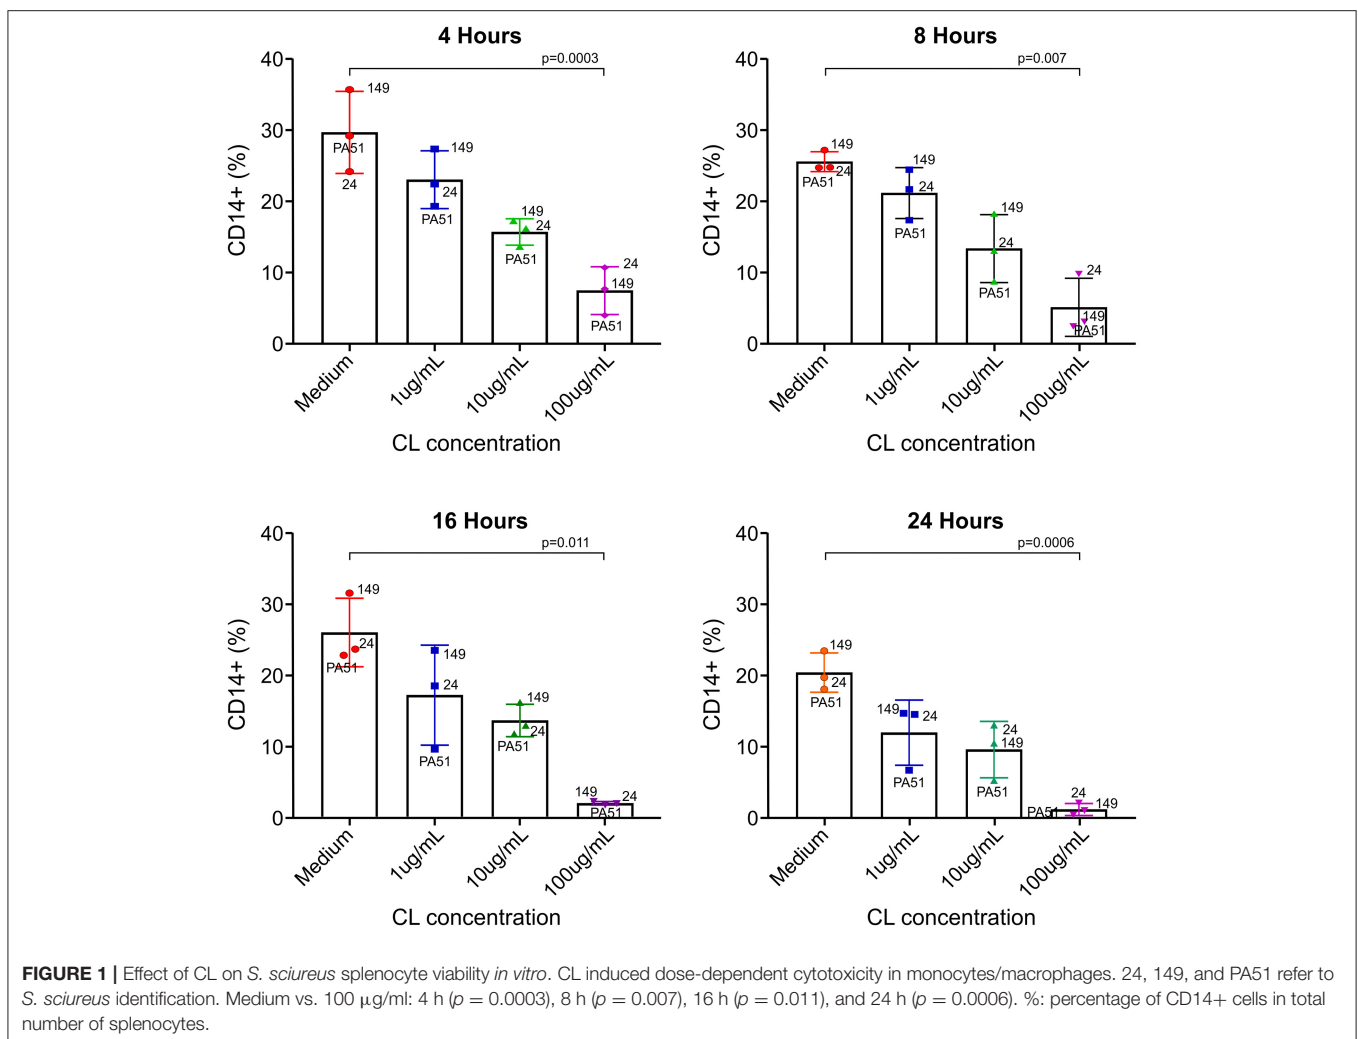 4 Hours
p=0.0003
40
30
20
10
0
CD14+ (%)
149
PA51
24
149
24
PA51
149
24
PA51
24
149
PA51
Medium
1ug/mL
10ug/mL
100ug/mL
CL concentration
8 Hours
p=0.007
40
30
20
10
0
CD14+ (%)
149
24
PA51
149
24
PA51
149
24
PA51
24
149
PA51
Medium
1ug/mL
10ug/mL
100ug/mL
CL concentration
16 Hours
p=0.011
40
30
20
10
0
CD14+ (%)
149
24
PA51
149
24
PA51
149
24
PA51
149
24
PA51
Medium
1ug/mL
10ug/mL
100ug/mL
CL concentration
24 Hours
p=0.0006
40
30
20
10
0
CD14+ (%)
149
24
PA51
149
24
PA51
24
149
PA51
24
149
PA51
Medium
1ug/mL
10ug/mL
100ug/mL
CL concentration
FIGURE 1 | Effect of CL on S. sciureus splenocyte viability in vitro. CL induced dose-dependent cytotoxicity in monocytes/macrophages. 24, 149, and PA51 refer to
S. sciureus identification. Medium vs. 100 μg/ml: 4 h (p = 0.0003), 8 h (p = 0.007), 16 h (p = 0.011), and 24 h (p = 0.0006). %: percentage of CD14+ cells in total
number of splenocytes.